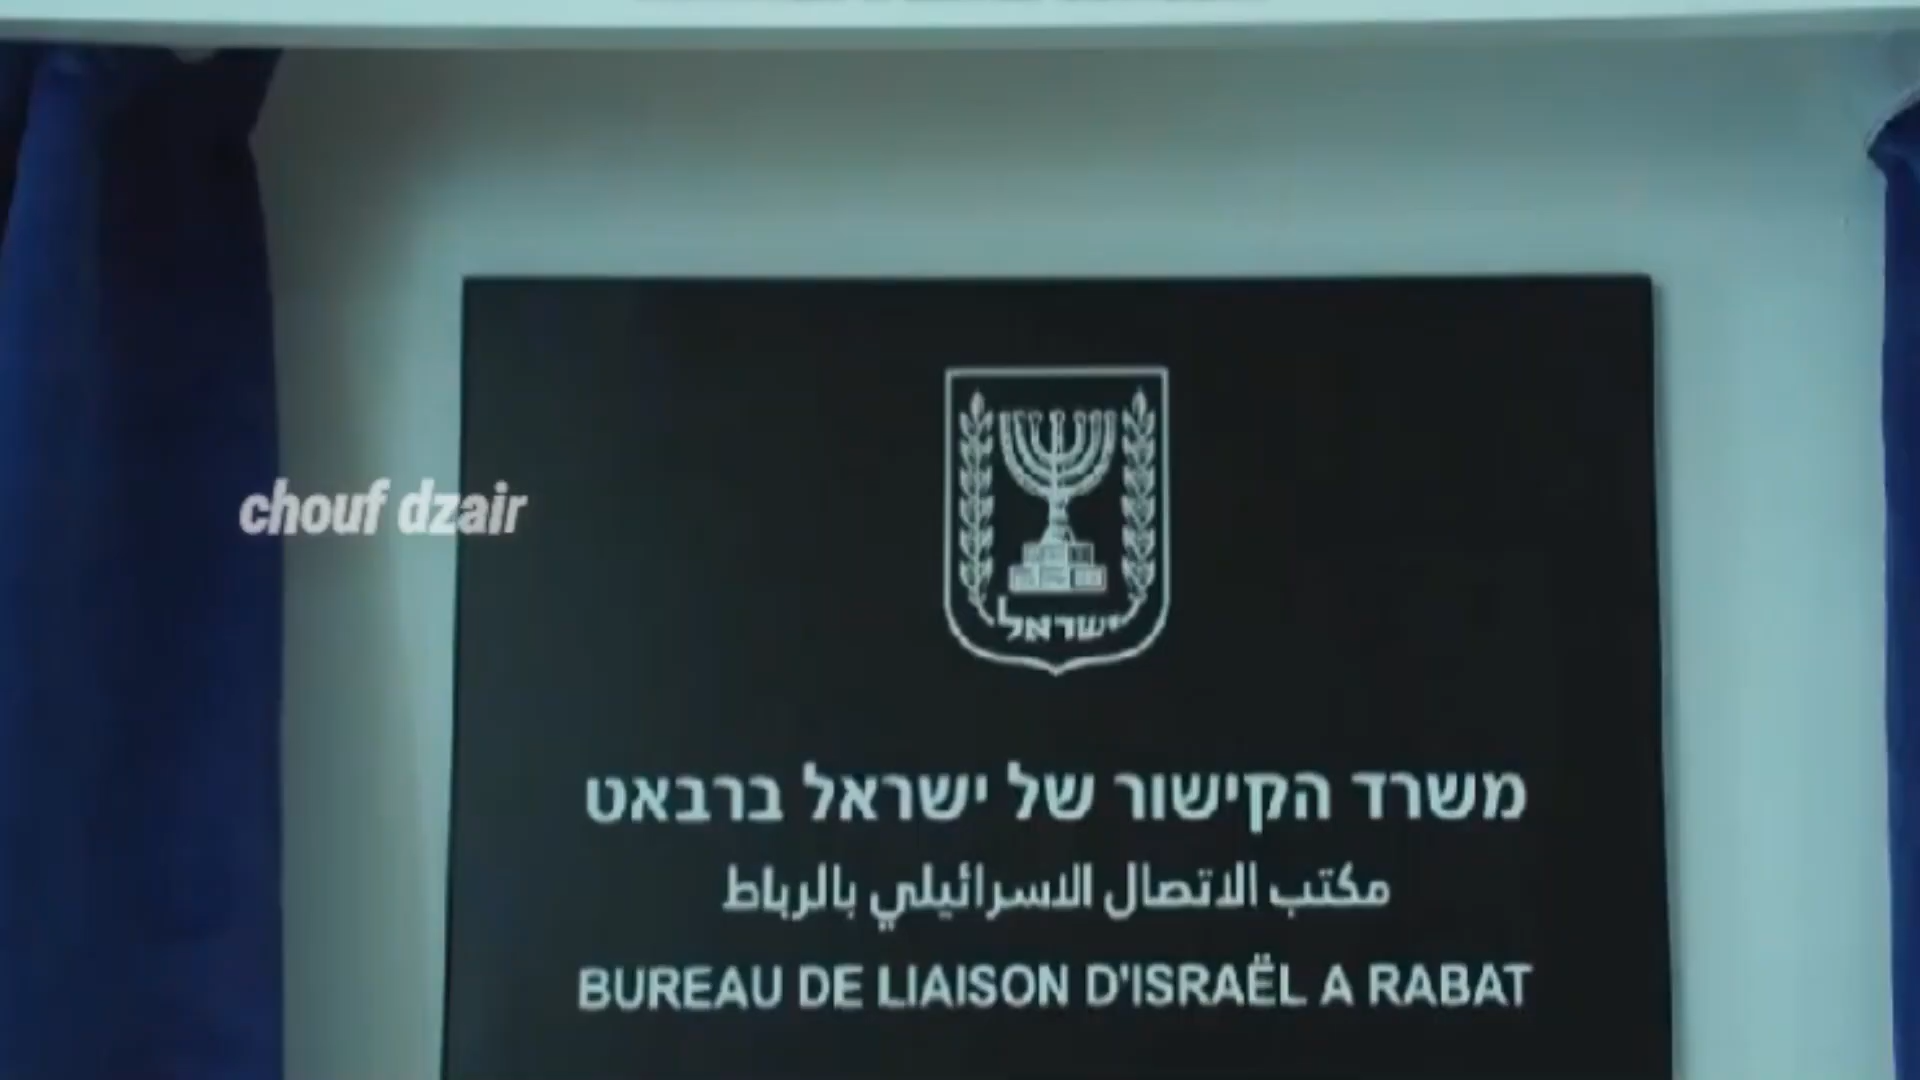 chouf dzair
ישראל
משרד הקישור של ישראל ברבאט
مكتب الاتصال الاسرائيلي بالرباط
BUREAU DE LIAISON D'ISRAËL A RABAT